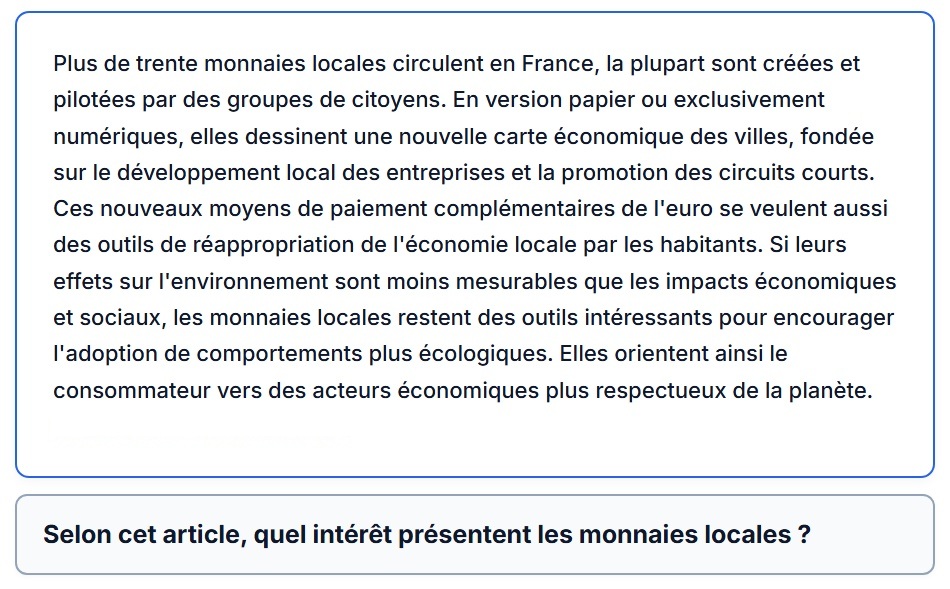 Plus de trente monnaies locales circulent en France, la plupart sont créées et
pilotées par des groupes de citoyens. En version papier ou exclusivement
numériques, elles dessinent une nouvelle carte économique des villes, fondée
sur le développement local des entreprises et la promotion des circuits courts.
Ces nouveaux moyens de paiement complémentaires de l'euro se veulent aussi
des outils de réappropriation de l'économie locale par les habitants. Si leurs
effets sur l'environnement sont moins mesurables que les impacts économiques
et sociaux, les monnaies locales restent des outils intéressants pour encourager
l'adoption de comportements plus écologiques. Elles orientent ainsi le
consommateur vers des acteurs économiques plus respectueux de la planète.
Selon cet article, quel intérêt présentent les monnaies locales ?